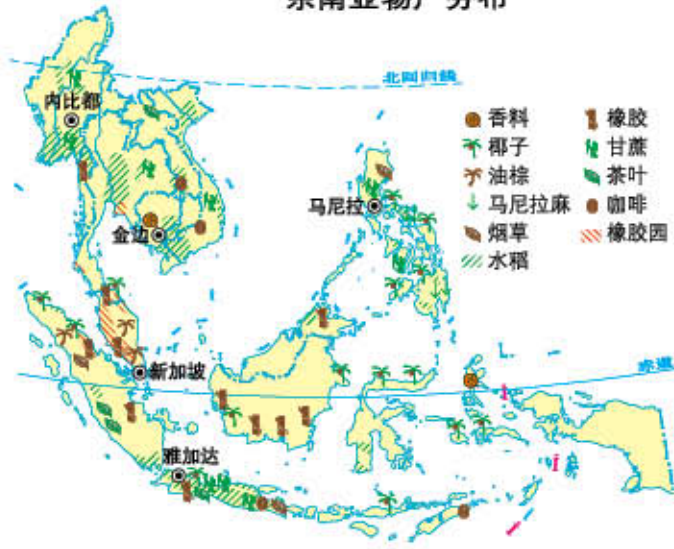 东南亚物产分布
北回归线
内比都
香料
橡胶
椰子
甘蔗
油棕
茶叶
马尼拉麻
咖啡
烟草
橡胶园
水稻
马尼拉
金边
新加坡
赤道
雅加达